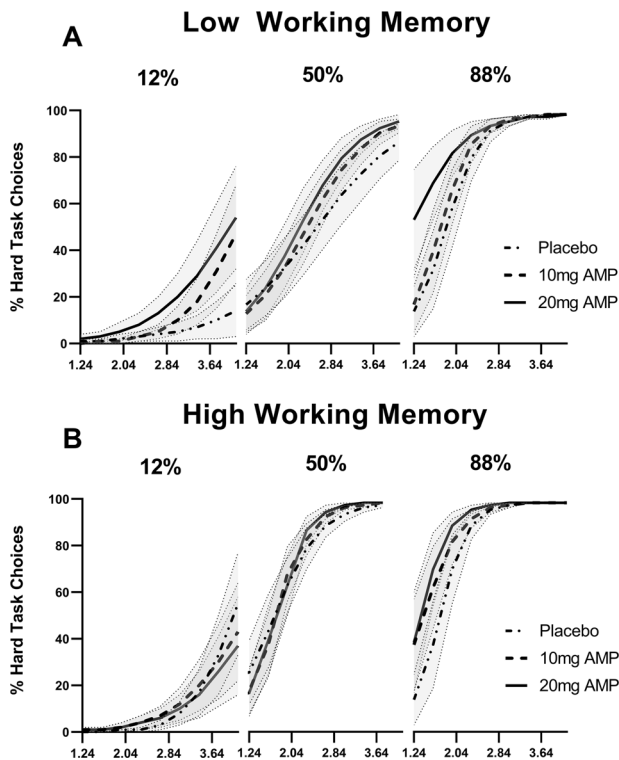 A
Low Working Memory
12% 50% 88%
% Hard Task Choices
100
80
60
40
20
0
Placebo
10mg AMP
20mg AMP
1.24 2.04 2.84 3.64 1.24 2.04 2.84 3.64 1.24 2.04 2.84 3.64
B
High Working Memory
12% 50% 88%
% Hard Task Choices
100
80
60
40
20
0
Placebo
10mg AMP
20mg AMP
1.24 2.04 2.84 3.64 1.24 2.04 2.84 3.64 1.24 2.04 2.84 3.64